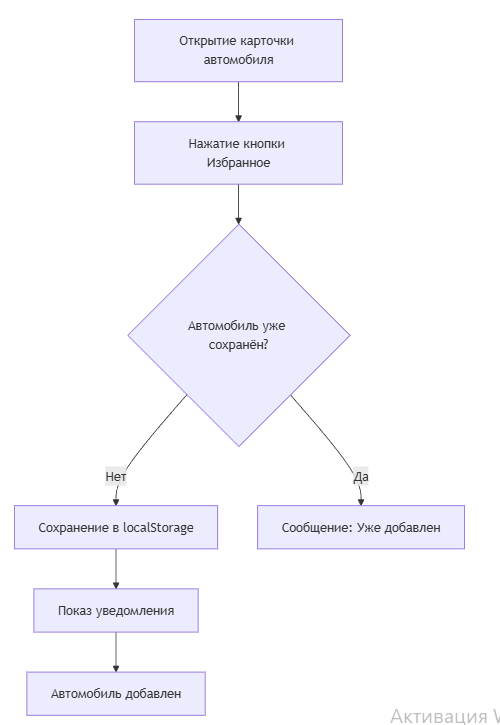 Открытие карточки
автомобиля
Нажатие кнопки
Избранное
Автомобиль уже
сохранён?
Нет
Да
Сохранение в localStorage
Сообщение: Уже добавлен
Показ уведомления
Автомобиль добавлен
Активация